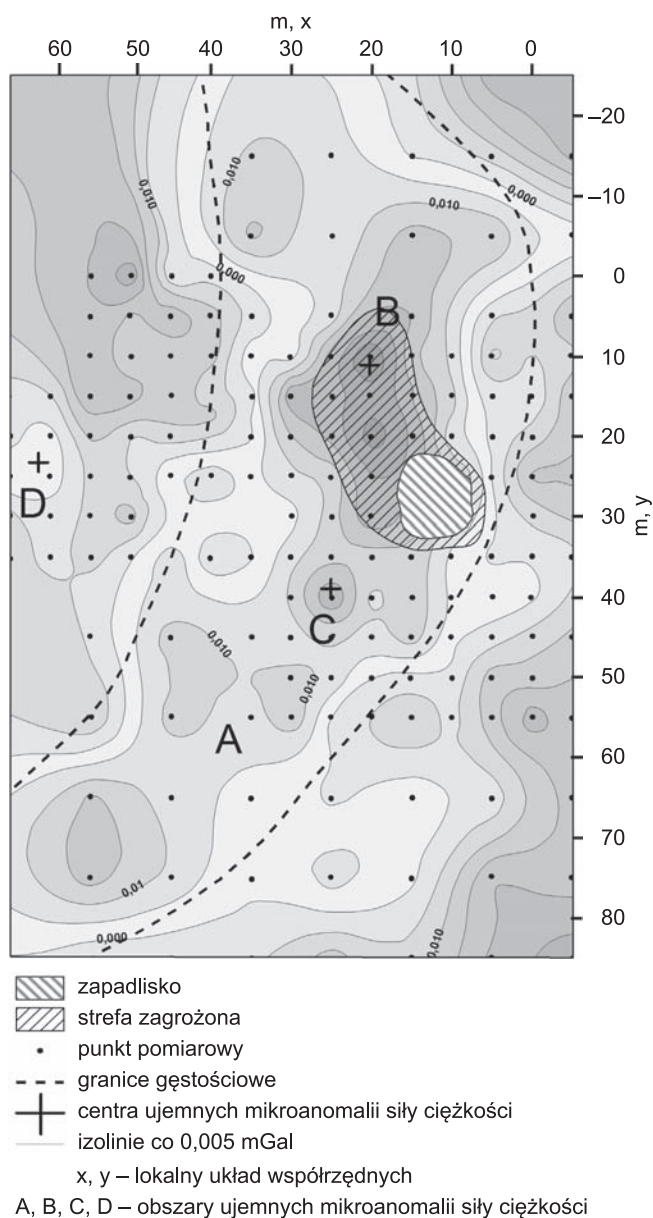 m, x
60 50 40 30 20 10 0
–20
–10
0
10
20
30
40
50
60
70
80
m, y
0,010
0,010
0,000
0,010
0,000
B
D
C
0,010
0,010
A
0,01
0,000
0,010
zapadlisko
strefa zagrożona
punkt pomiarowy
granice gęstościowe
centra ujemnych mikroanomalii siły ciężkości
izolinie co 0,005 mGal
x, y – lokalny układ współrzędnych
A, B, C, D – obszary ujemnych mikroanomalii siły ciężkości